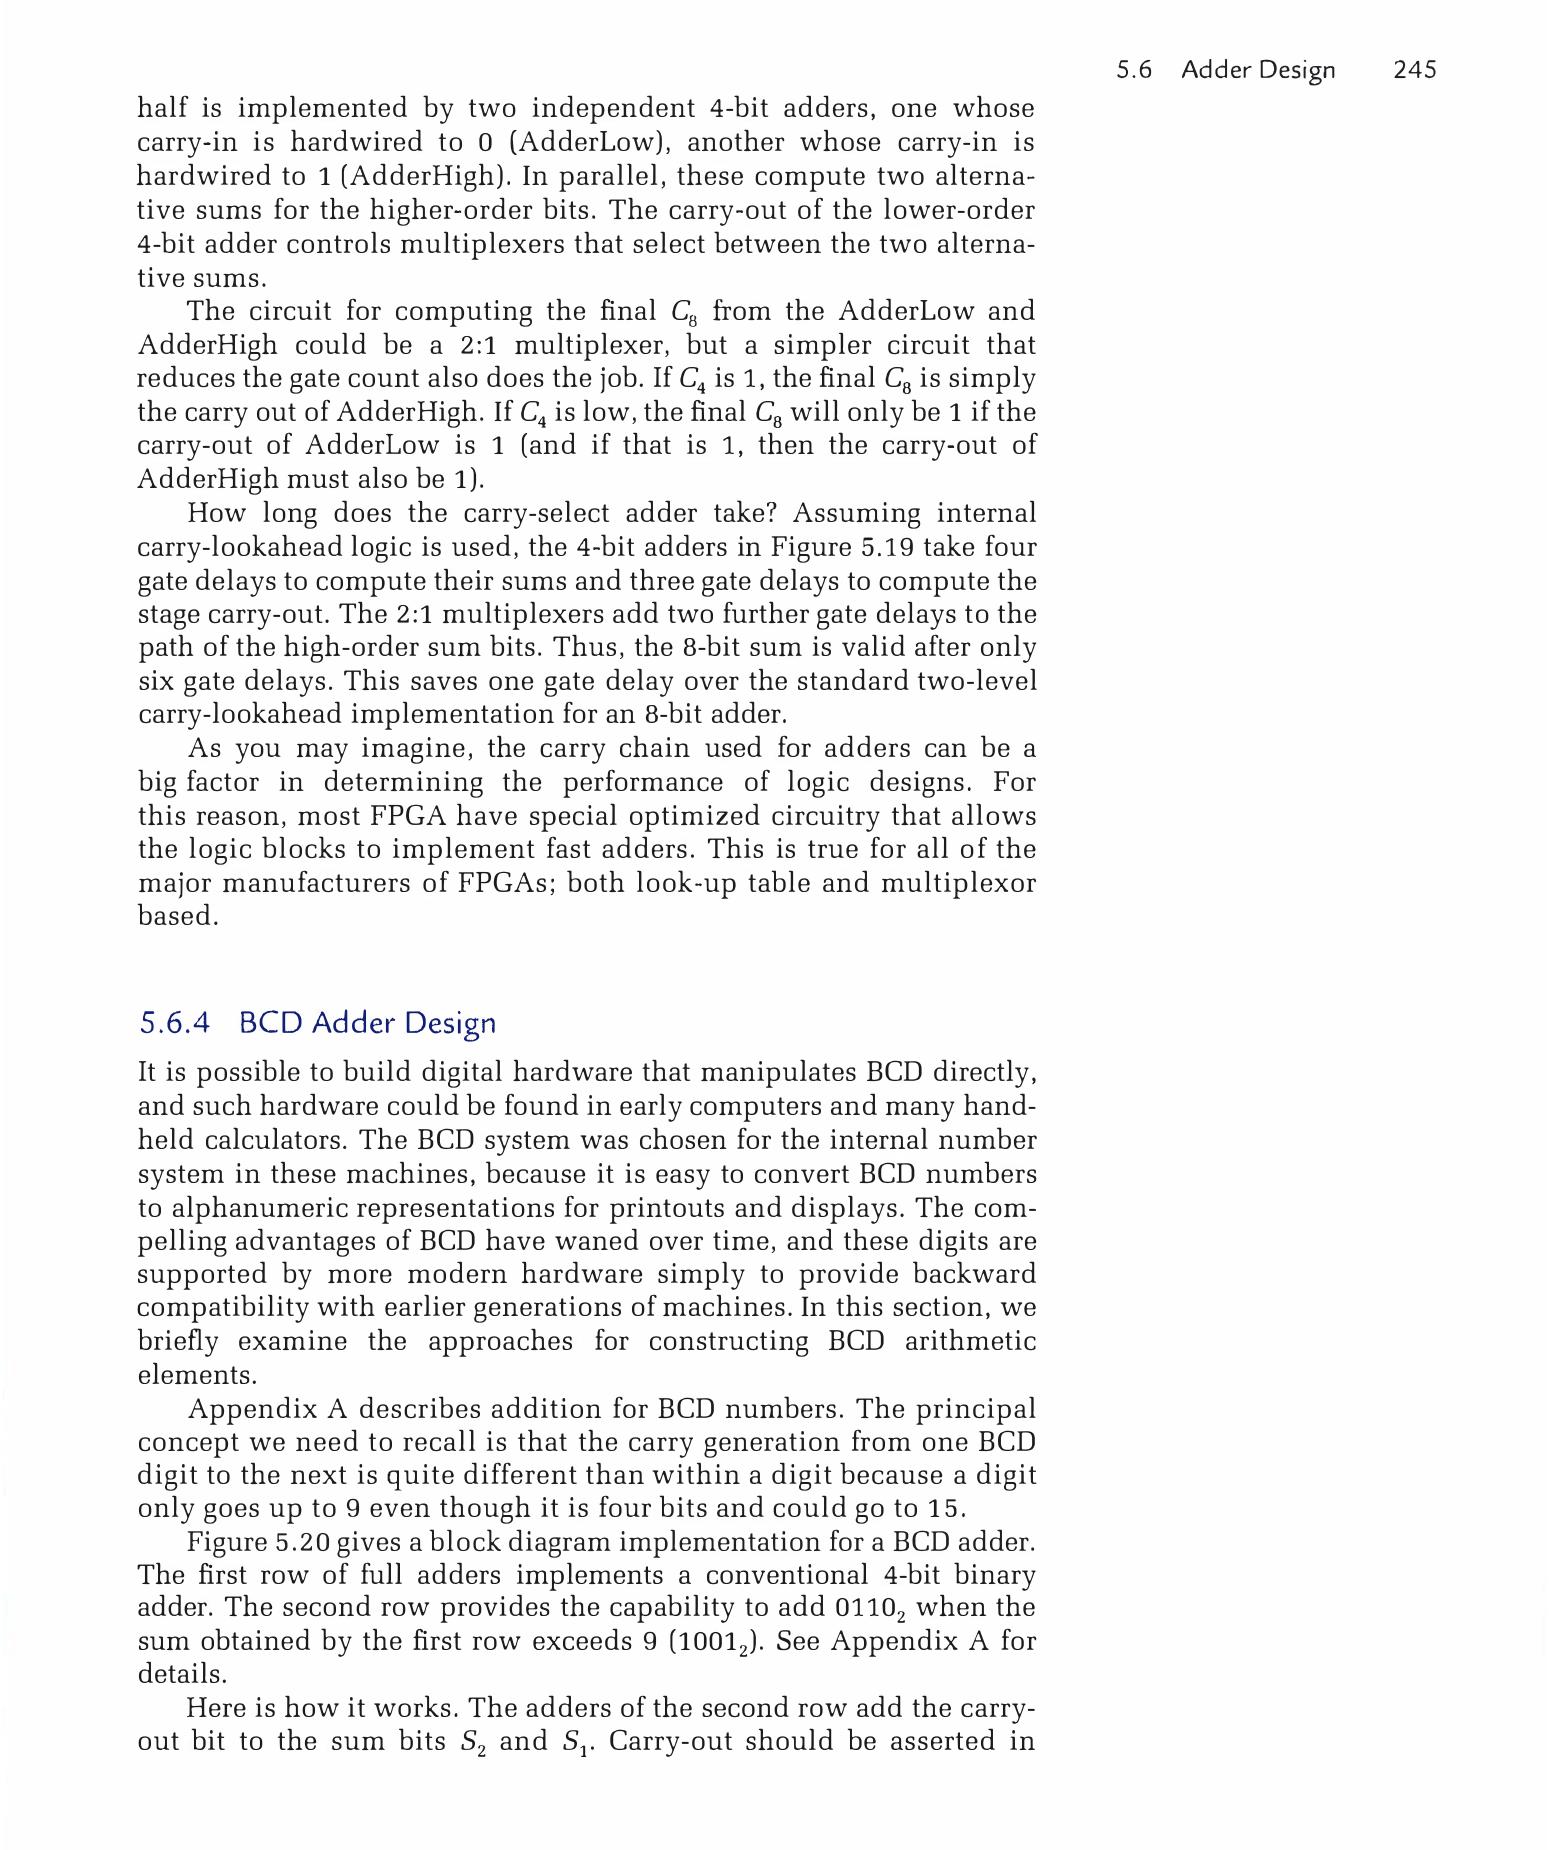 5.6 Adder Design 245
half is implemented by two independent 4-bit adders, one whose
carry-in is hardwired to 0 (AdderLow), another whose carry-in is
hardwired to 1 (AdderHigh). In parallel, these compute two alterna-
tive sums for the higher-order bits. The carry-out of the lower-order
4-bit adder controls multiplexers that select between the two alterna-
tive sums.
The circuit for computing the final C₈ from the AdderLow and
AdderHigh could be a 2:1 multiplexer, but a simpler circuit that
reduces the gate count also does the job. If C₄ is 1, the final C₈ is simply
the carry out of AdderHigh. If C₄ is low, the final C₈ will only be 1 if the
carry-out of AdderLow is 1 (and if that is 1, then the carry-out of
AdderHigh must also be 1).
How long does the carry-select adder take? Assuming internal
carry-lookahead logic is used, the 4-bit adders in Figure 5.19 take four
gate delays to compute their sums and three gate delays to compute the
stage carry-out. The 2:1 multiplexers add two further gate delays to the
path of the high-order sum bits. Thus, the 8-bit sum is valid after only
six gate delays. This saves one gate delay over the standard two-level
carry-lookahead implementation for an 8-bit adder.
As you may imagine, the carry chain used for adders can be a
big factor in determining the performance of logic designs. For
this reason, most FPGA have special optimized circuitry that allows
the logic blocks to implement fast adders. This is true for all of the
major manufacturers of FPGAs; both look-up table and multiplexor
based.
5.6.4 BCD Adder Design
It is possible to build digital hardware that manipulates BCD directly,
and such hardware could be found in early computers and many hand-
held calculators. The BCD system was chosen for the internal number
system in these machines, because it is easy to convert BCD numbers
to alphanumeric representations for printouts and displays. The com-
pelling advantages of BCD have waned over time, and these digits are
supported by more modern hardware simply to provide backward
compatibility with earlier generations of machines. In this section, we
briefly examine the approaches for constructing BCD arithmetic
elements.
Appendix A describes addition for BCD numbers. The principal
concept we need to recall is that the carry generation from one BCD
digit to the next is quite different than within a digit because a digit
only goes up to 9 even though it is four bits and could go to 15.
Figure 5.20 gives a block diagram implementation for a BCD adder.
The first row of full adders implements a conventional 4-bit binary
adder. The second row provides the capability to add 0110₂ when the
sum obtained by the first row exceeds 9 (1001₂). See Appendix A for
details.
Here is how it works. The adders of the second row add the carry-
out bit to the sum bits S₂ and S₁. Carry-out should be asserted in